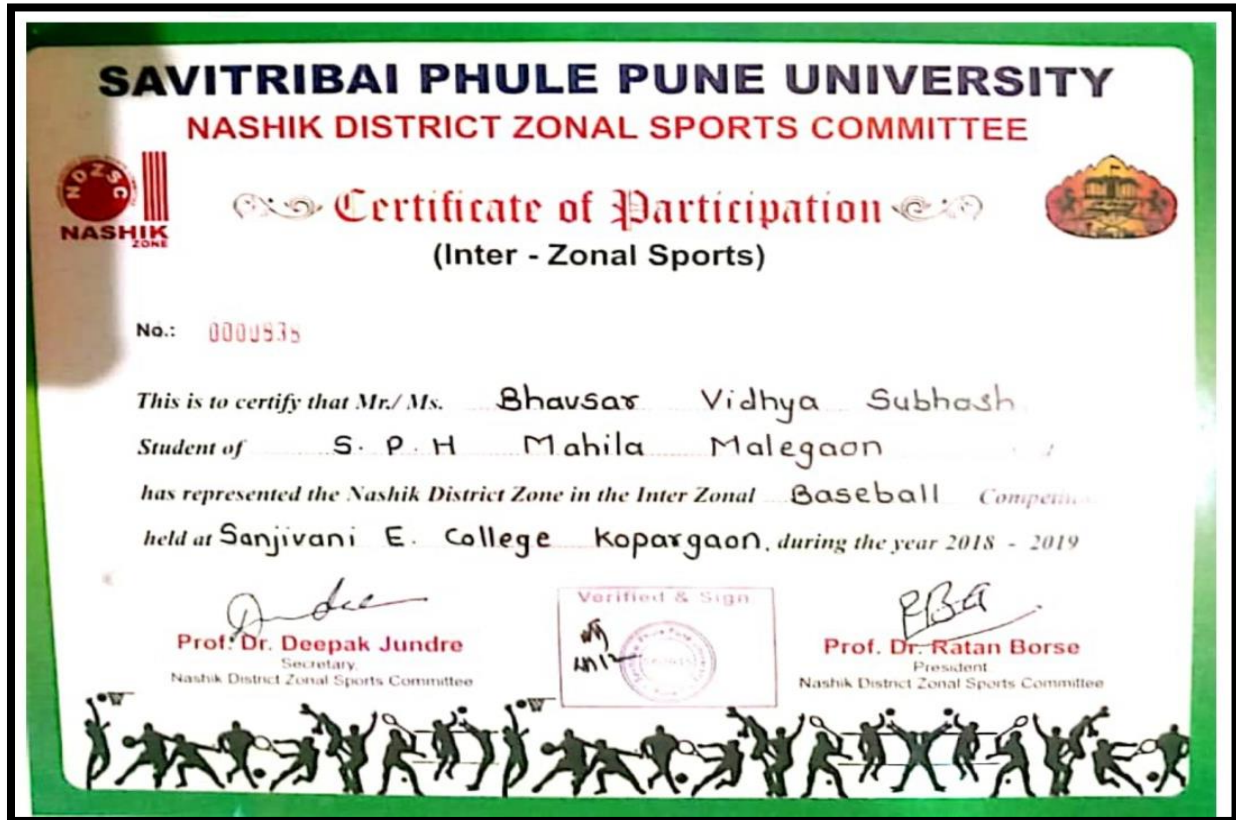 SAVITRIBAI PHULE PUNE UNIVERSITY
NASHIK DISTRICT ZONAL SPORTS COMMITTEE
NDZSC
NASHIK
ZONE
Certificate of Participation
(Inter - Zonal Sports)
No.:
This is to certify that Mr./ Ms. Bhavsar Vidhya Subhash
Student of S. P. H Mahila Malegaon
has represented the Nashik District Zone in the Inter Zonal Baseball
held at Sanjivani E. College Kopargaon, during the year 2018 - 2019
Verified & Sign
Prof. Dr. Deepak Jundre
Secretary,
Nashik District Zonal Sports Committee
Prof. Dr. Ratan Borse
President
Nashik District Zonal Sports Committee